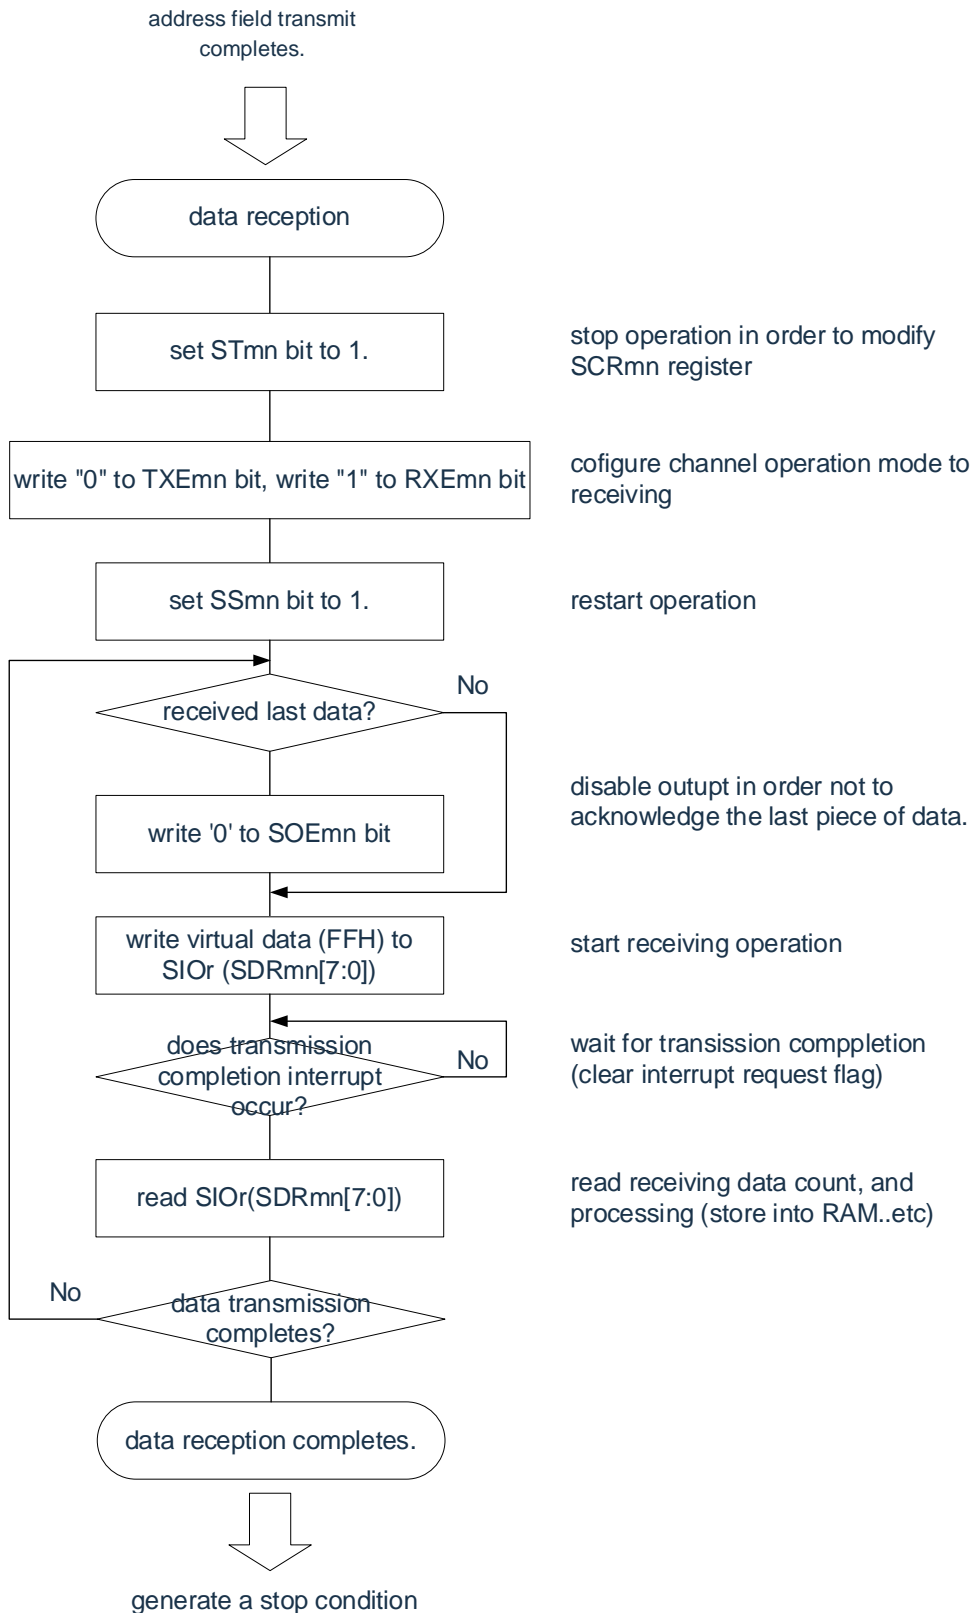 address field transmit
completes.
data reception
set STmn bit to 1.
stop operation in order to modify
SCRmn register
write "0" to TXEmn bit, write "1" to RXEmn bit
cofigure channel operation mode to
receiving
set SSmn bit to 1.
restart operation
No
received last data?
disable outupt in order not to
acknowledge the last piece of data.
write '0' to SOEmn bit
write virtual data (FFH) to
SIOr (SDRmn[7:0])
start receiving operation
does transmission
completion interrupt
occur?
No
wait for transission comppletion
(clear interrupt request flag)
read SIOr(SDRmn[7:0])
read receiving data count, and
processing (store into RAM..etc)
No
data transmission
completes?
data reception completes.
generate a stop condition